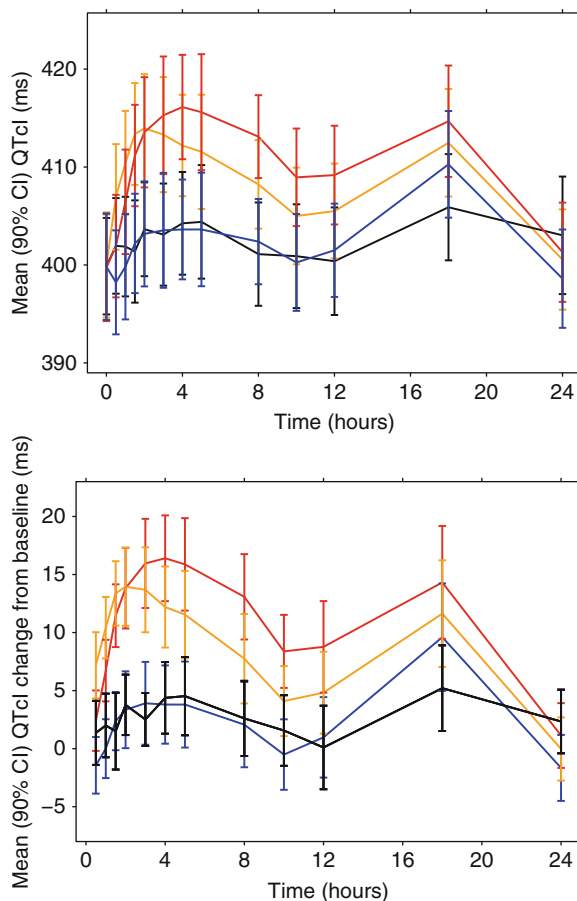 Mean (90% CI) QTcI (ms)
420
410
400
390
0 4 8 12 16 20 24
Time (hours)
Mean (90% CI) QTcI change from baseline (ms)
20
15
10
5
0
−5
0 4 8 12 16 20 24
Time (hours)